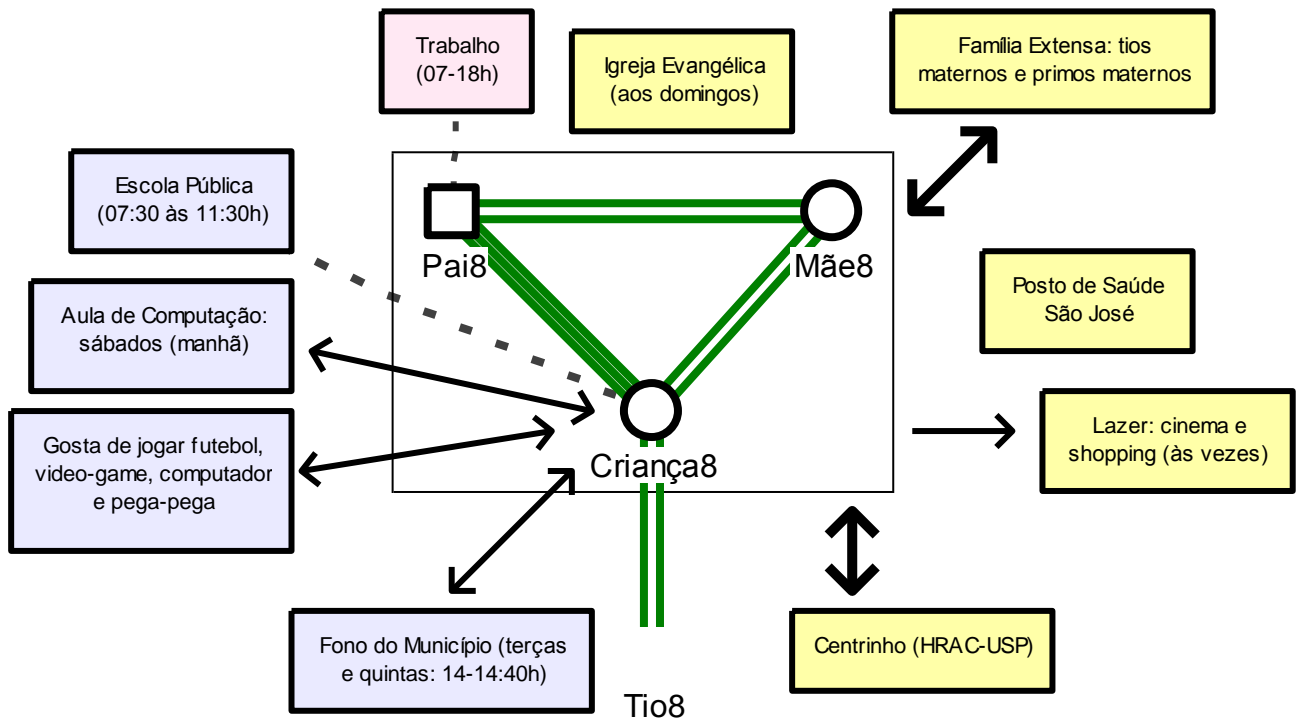 Trabalho
(07-18h)
Igreja Evangélica
(aos domingos)
Família Extensa: tios
maternos e primos maternos
Escola Pública
(07:30 às 11:30h)
Pai8
Mãe8
Posto de Saúde
São José
Aula de Computação:
sábados (manhã)
Gosta de jogar futebol,
video-game, computador
e pega-pega
Criança8
Lazer: cinema e
shopping (às vezes)
Fono do Município (terças
e quintas: 14-14:40h)
Centrinho (HRAC-USP)
Tio8